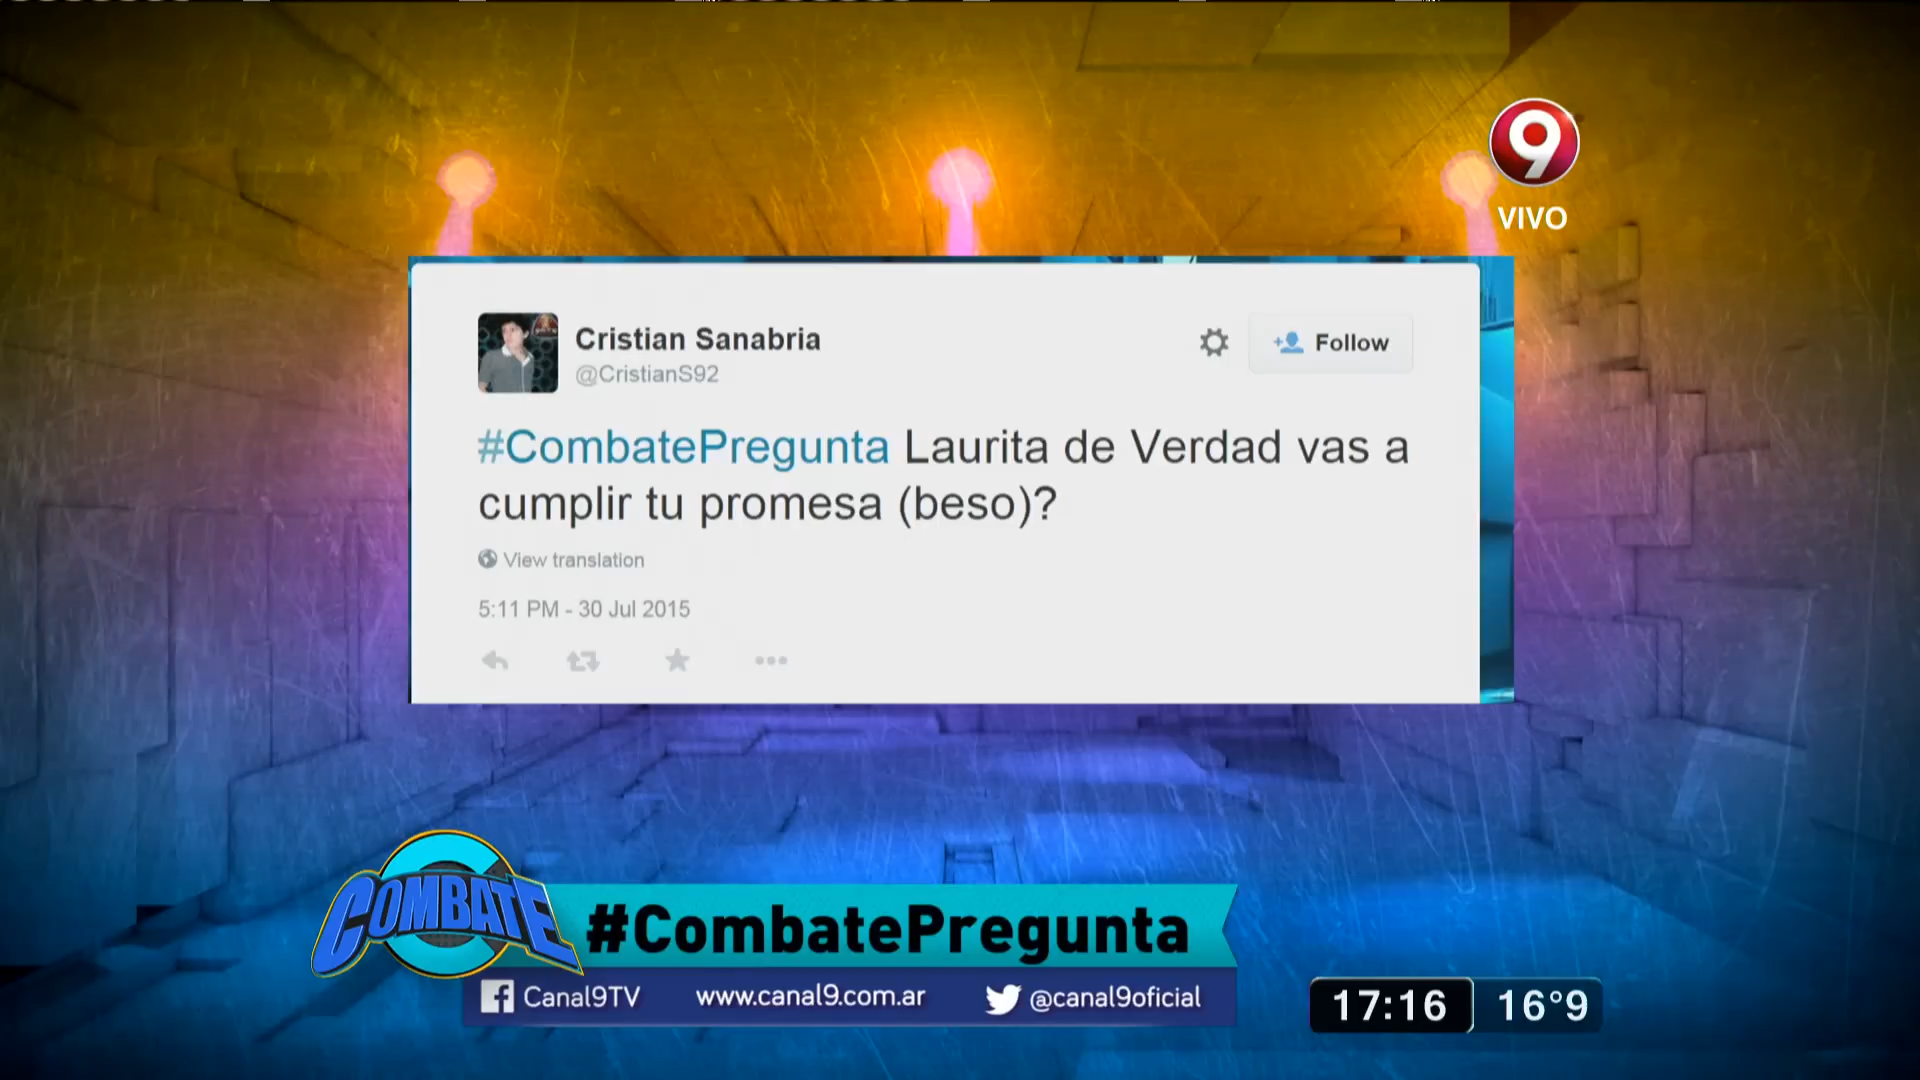 9
VIVO
Cristian Sanabria
@CristianS92
Follow
#CombatePregunta Laurita de Verdad vas a
cumplir tu promesa (beso)?
View translation
5:11 PM - 30 Jul 2015
COMBATE
#CombatePregunta
Canal9TV www.canal9.com.ar @canal9oficial
17:16 16°9